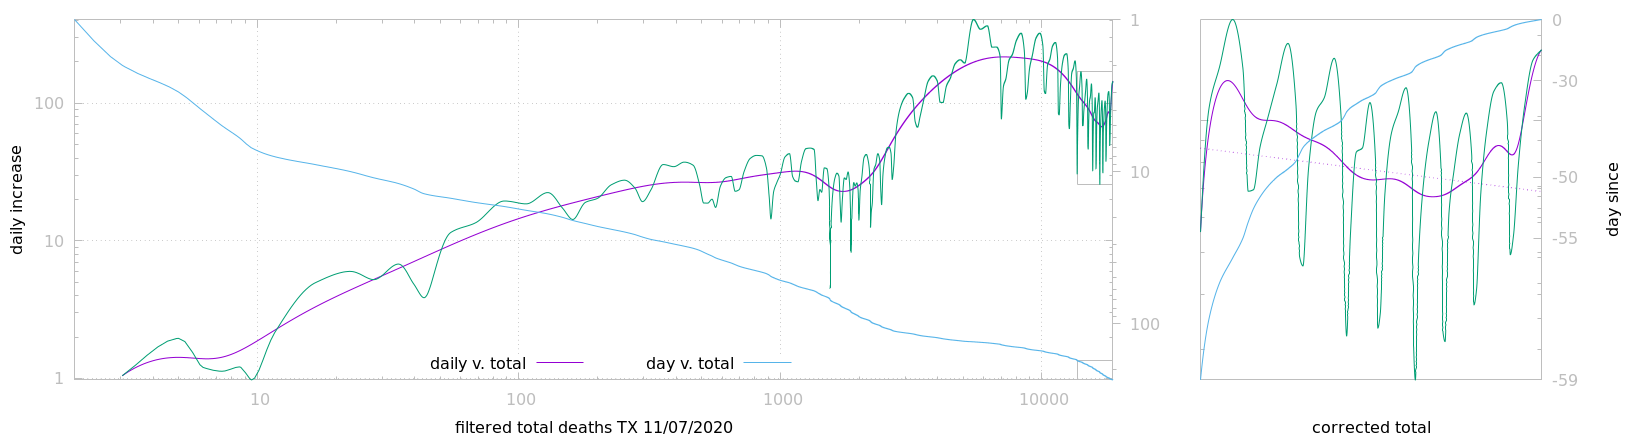 daily increase
100
10
1
10
100
1000
10000
1
10
100
daily v. total
day v. total
filtered total deaths TX 11/07/2020
0
-30
-50
-55
-59
day since
corrected total